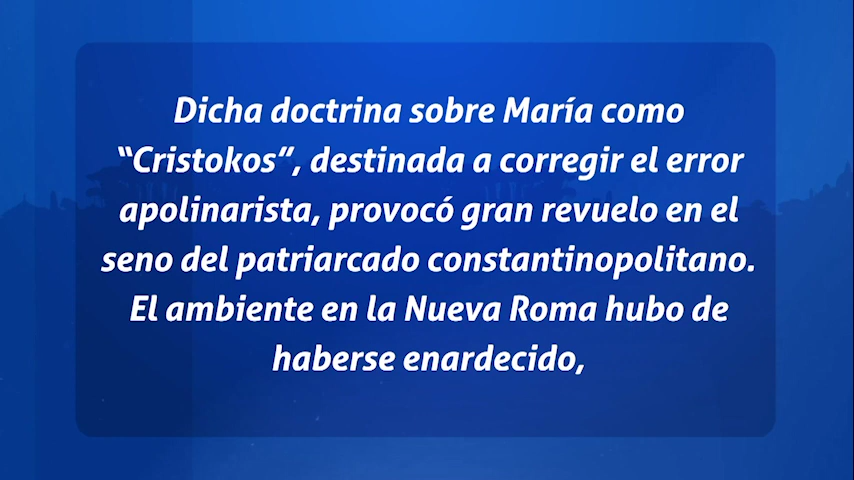 Dicha doctrina sobre María como
“Cristokos”, destinada a corregir el error
apolinarista, provocó gran revuelo en el
seno del patriarcado constantinopolitano.
El ambiente en la Nueva Roma hubo de
haberse enardecido,